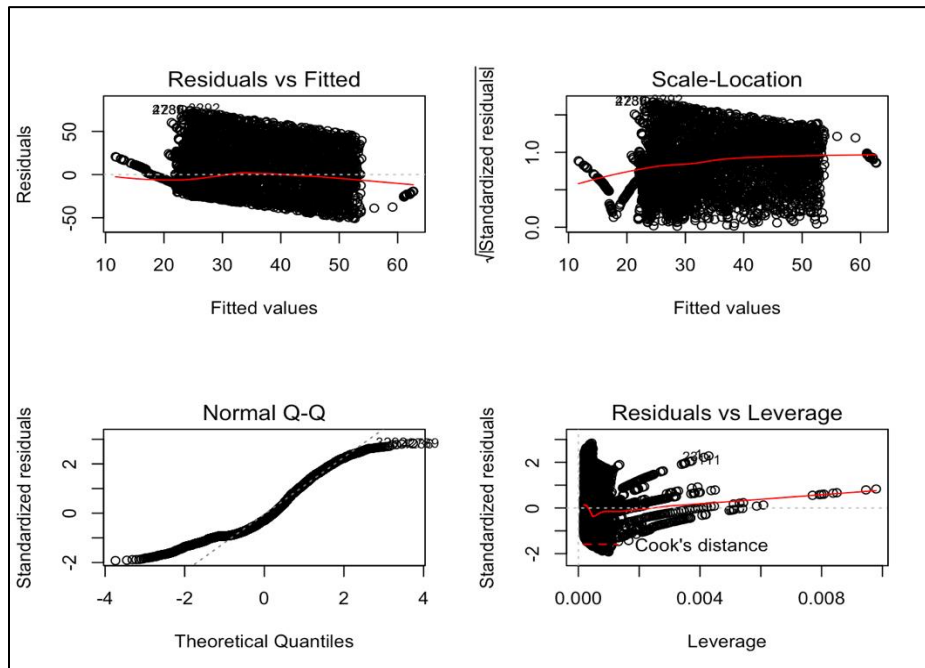 Residuals vs Fitted
Residuals
50
0
-50
10 20 30 40 50 60
Fitted values
Scale-Location
√|Standardized residuals|
1.0
0.0
10 20 30 40 50 60
Fitted values
Normal Q-Q
Standardized residuals
2
0
-2
-4 -2 0 2 4
Theoretical Quantiles
Residuals vs Leverage
Standardized residuals
2
0
-2
Cook's distance
0.000 0.004 0.008
Leverage